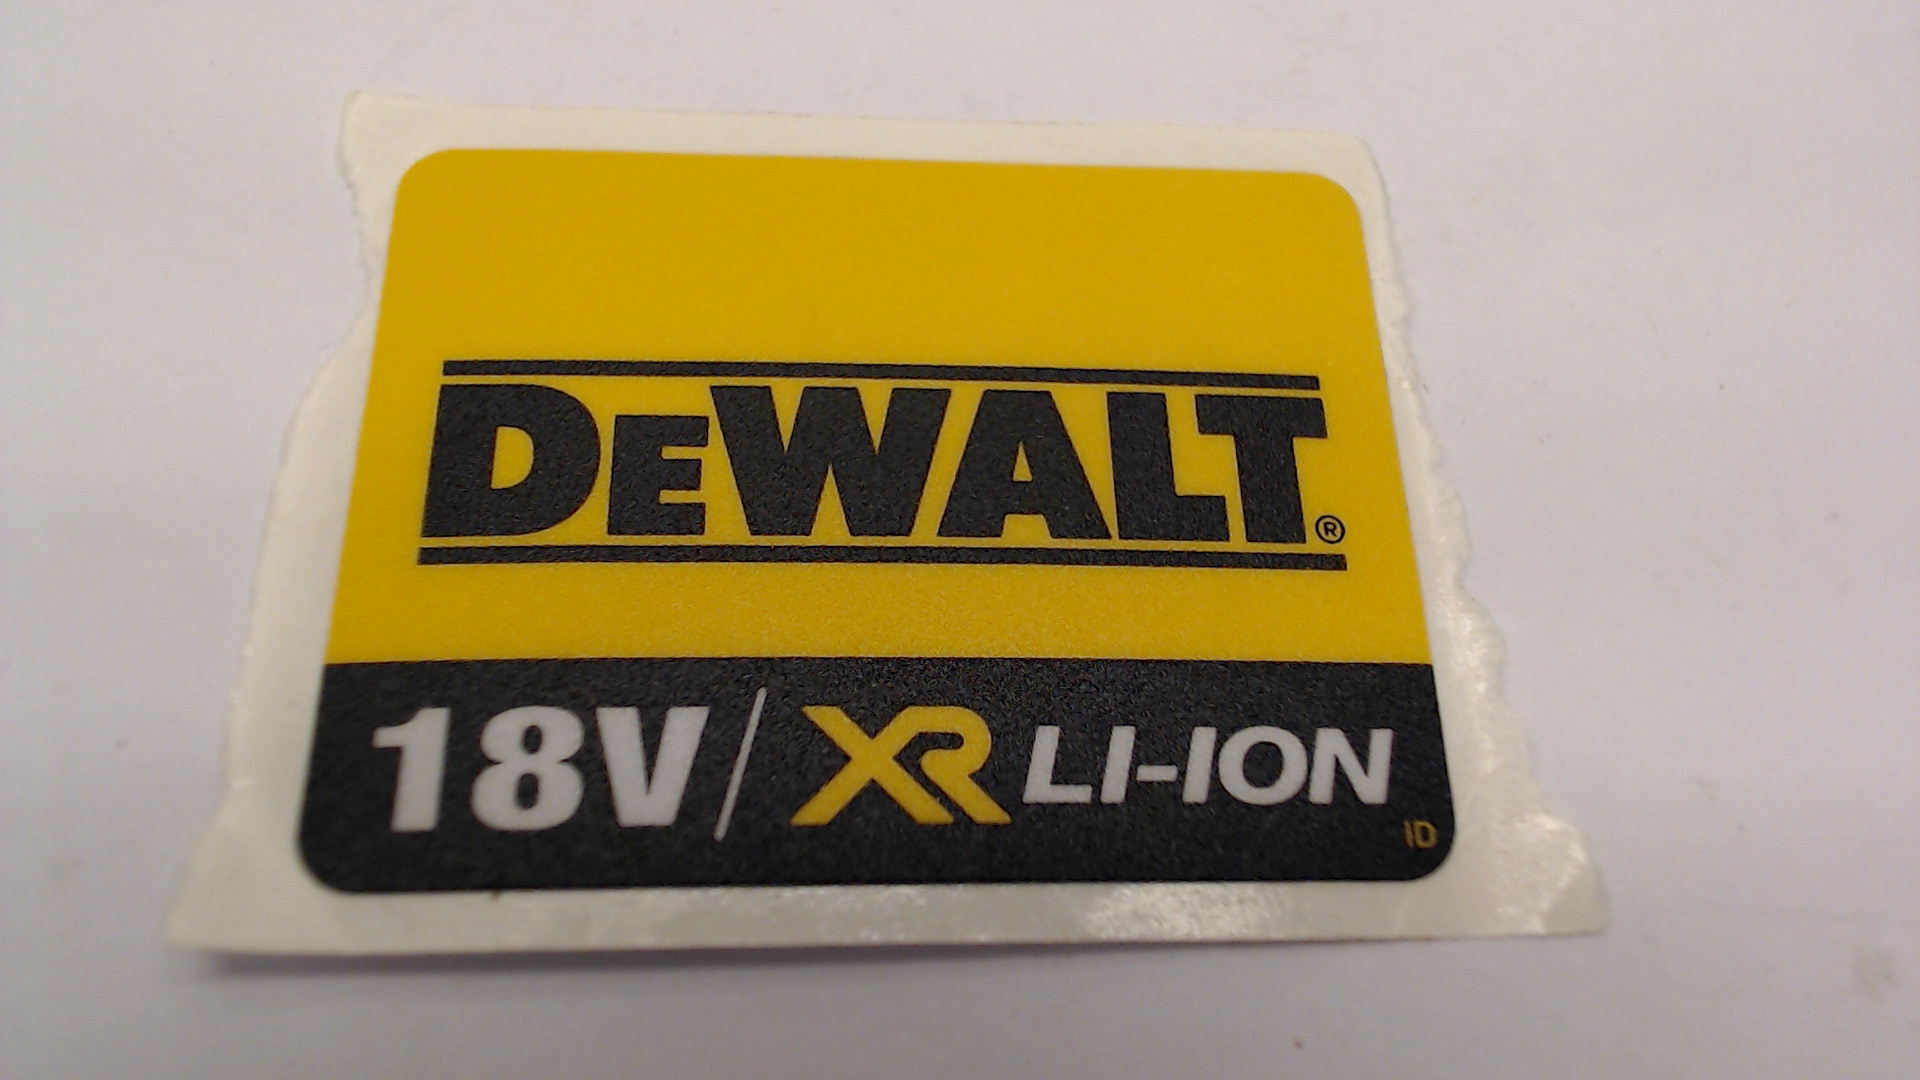 DEWALT®
18V/XR LI-ION
ID